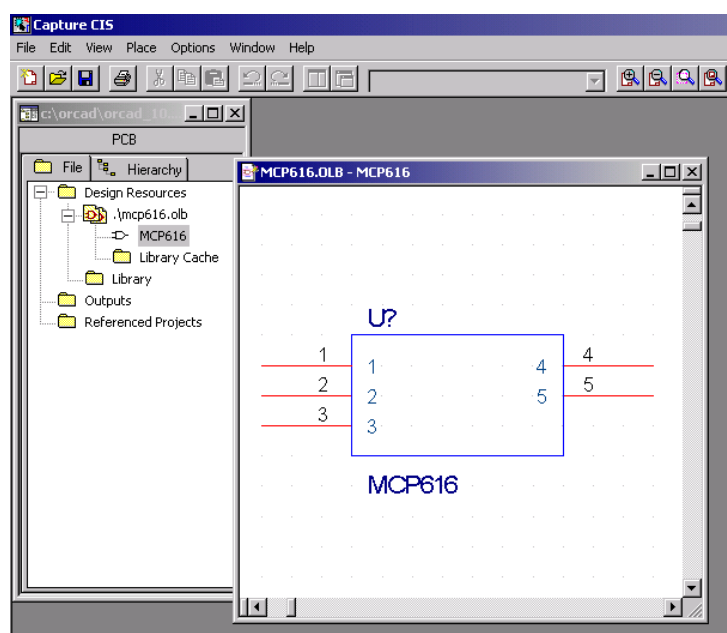 Capture CIS
File Edit View Place Options Window Help
c:\orcad\orcad_10...
PCB
File Hierarchy
Design Resources
.\mcp616.olb
MCP616
Library Cache
Library
Outputs
Referenced Projects
MCP616.OLB - MCP616
U?
1 1 4 4
2 2 5 5
3 3
MCP616